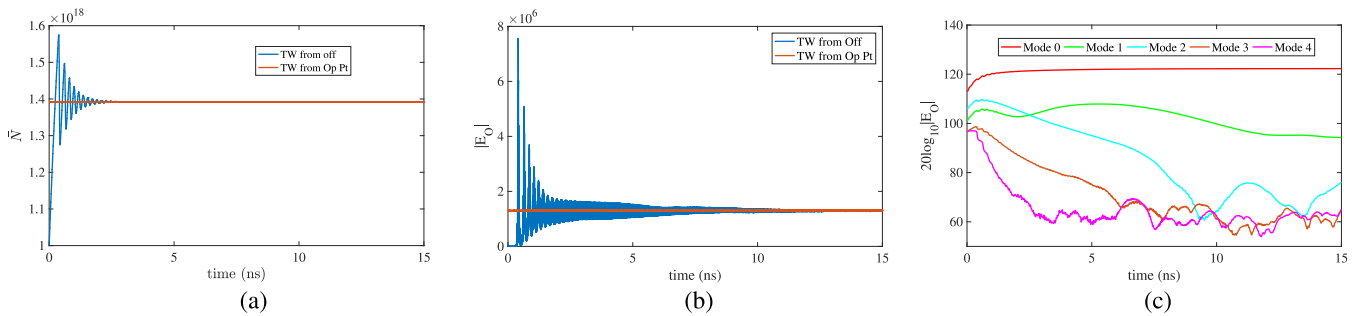 ×10^18
1.6
1.5
1.4
1.3
1.2
1.1
1
N̄
TW from off
TW from Op Pt
0
5
10
15
time (ns)
(a)
×10^6
8
6
4
2
0
|E_O|
TW from Off
TW from Op Pt
0
5
10
15
time (ns)
(b)
140
120
100
80
60
20log_10|E_O|
Mode 0 Mode 1 Mode 2 Mode 3 Mode 4
0
5
10
15
time (ns)
(c)